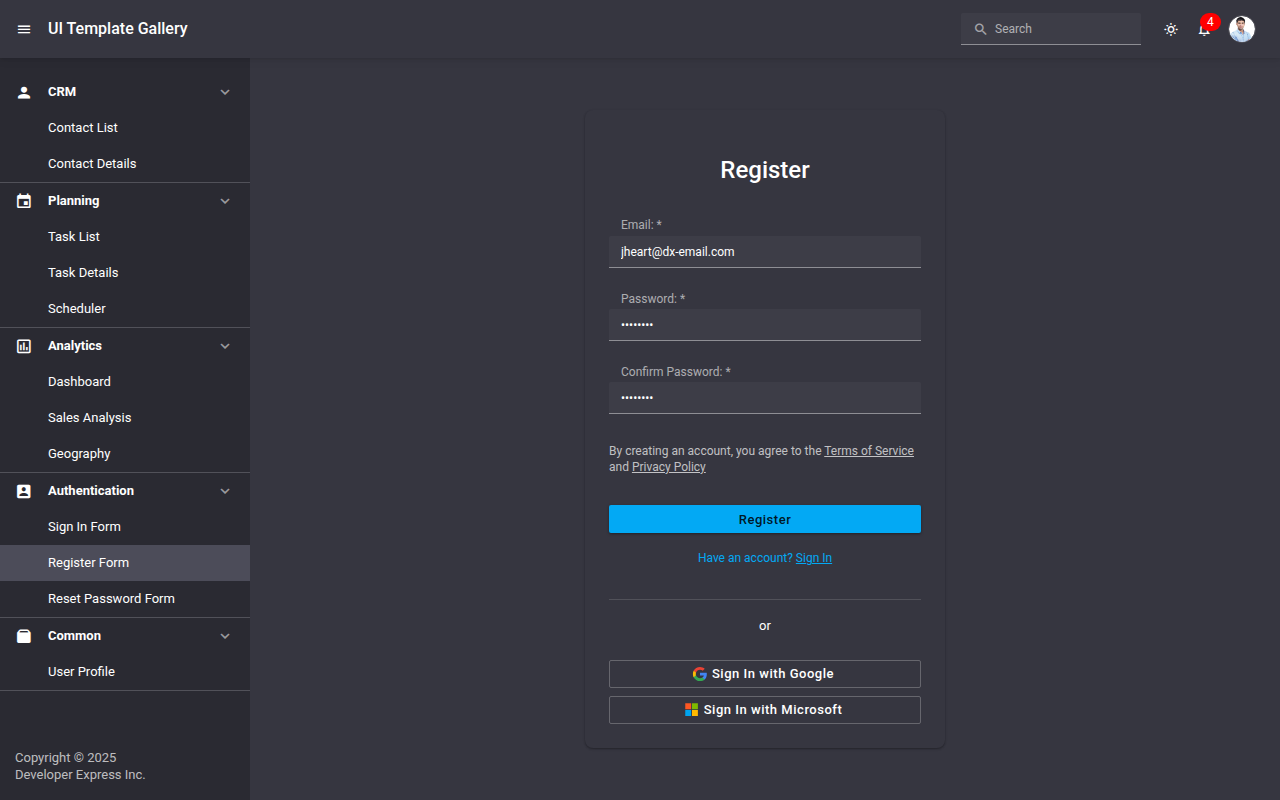 UI Template Gallery
Search
4
CRM
Contact List
Contact Details
Planning
Task List
Task Details
Scheduler
Analytics
Dashboard
Sales Analysis
Geography
Authentication
Sign In Form
Register Form
Reset Password Form
Common
User Profile
Copyright © 2025
Developer Express Inc.
Register
Email: *
jheart@dx-email.com
Password: *
••••••••
Confirm Password: *
••••••••
By creating an account, you agree to the Terms of Service
and Privacy Policy
Register
Have an account? Sign In
or
Sign In with Google
Sign In with Microsoft